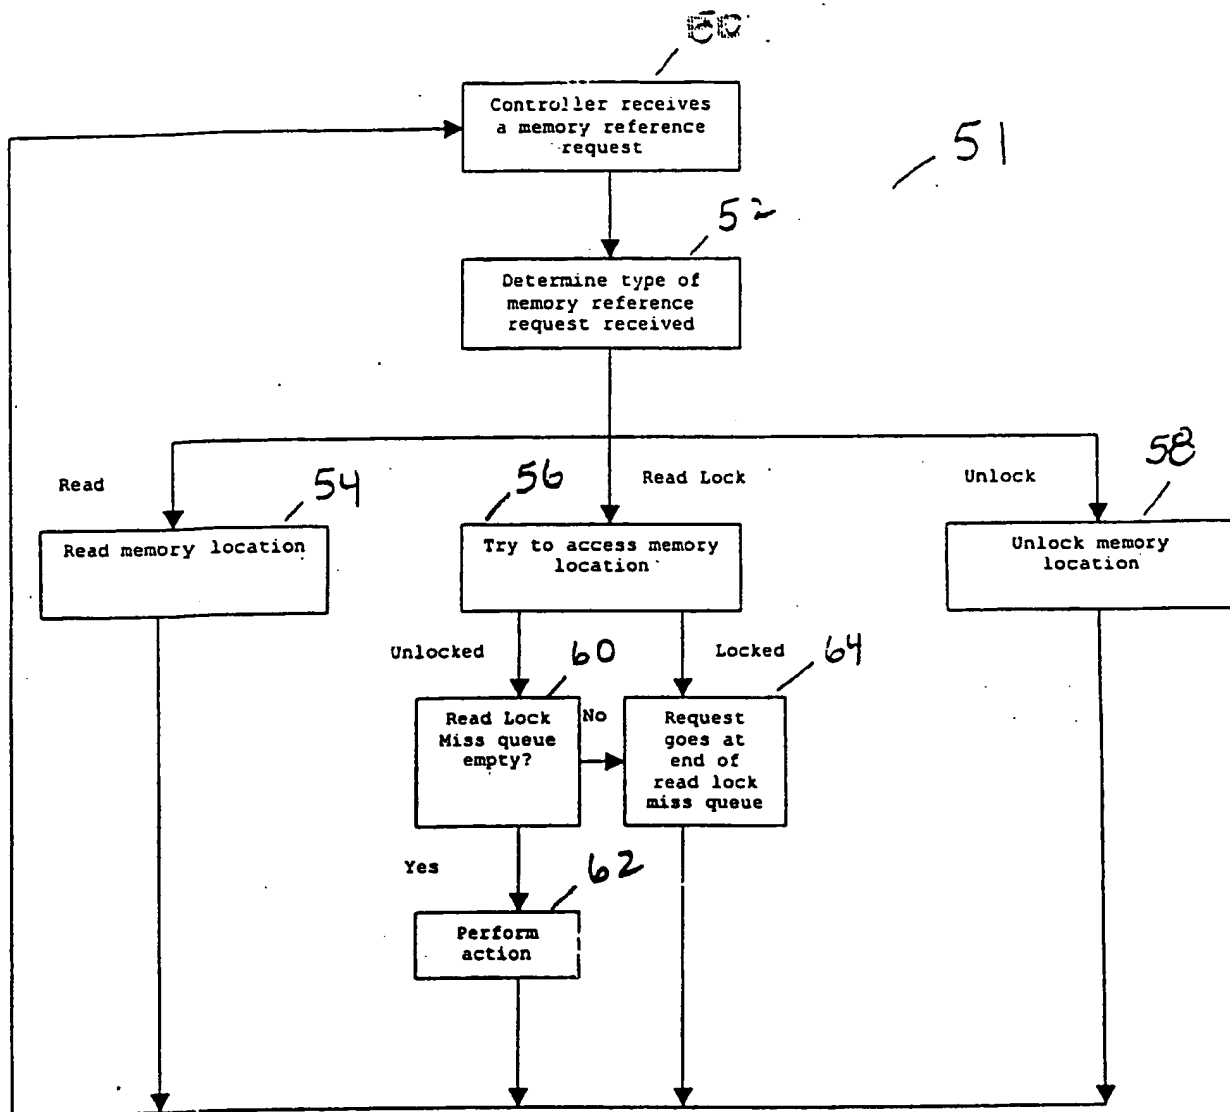 Controller receives
a memory reference
request
51
52
Determine type of
memory reference
request received
Read
54
56
Read Lock
Unlock
58
Read memory location
Try to access memory
location
Unlock memory
location
Unlocked
60
Locked
64
Read Lock
Miss queue
empty?
No
Request
goes at
end of
read lock
miss queue
Yes
62
Perform
action